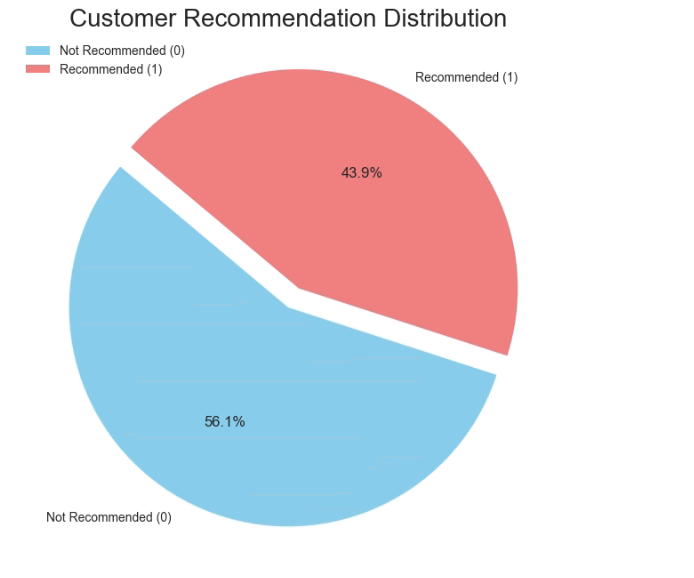 Customer Recommendation Distribution
Not Recommended (0)
Recommended (1)
Recommended (1)
43.9%
56.1%
Not Recommended (0)